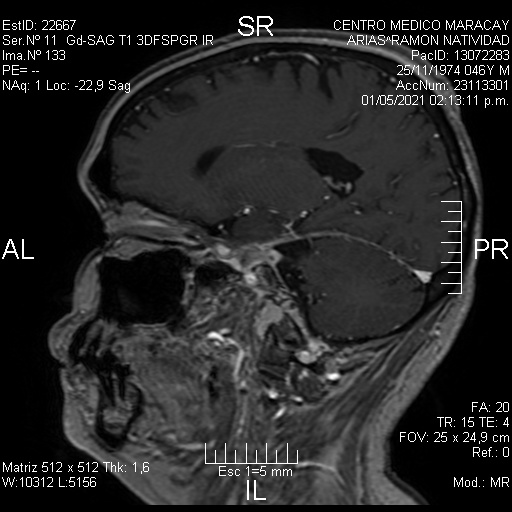 EstID: 22667
Ser.Nº 11 Gd-SAG T1 3DFSPGR IR
Ima.Nº 133
PE= --
NAq: 1 Loc: -22,9 Sag
SR
CENTRO MEDICO MARACAY
ARIAS^RAMON NATIVIDAD
PacID: 13072283
25/11/1974 046Y M
AccNum: 23113301
01/05/2021 02:13:11 p.m.
AL
PR
FA: 20
TR: 15 TE: 4
FOV: 25 x 24,9 cm
Ref.: 0
Mod.: MR
Matriz 512 x 512 Thk: 1,6
W:10312 L:5156
Esc 1=5 mm
IL